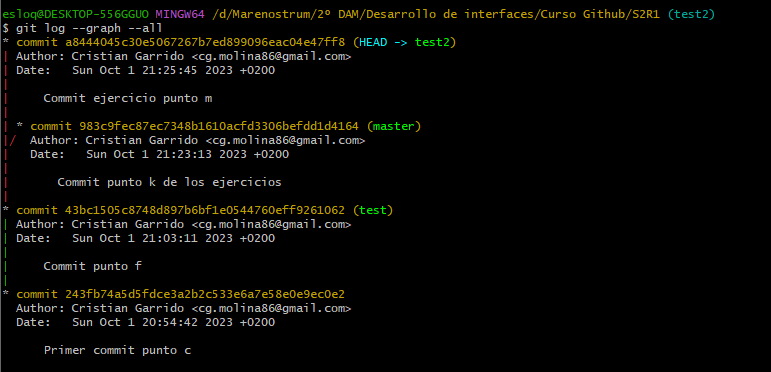 esloq@DESKTOP-556GGUO MINGW64 /d/Marenostrum/2º DAM/Desarrollo de interfaces/Curso Github/S2R1 (test2)
$ git log --graph --all
* commit a8444045c30e5067267b7ed899096eac04e47ff8 (HEAD -> test2)
| Author: Cristian Garrido <cg.molina86@gmail.com>
| Date:   Sun Oct 1 21:25:45 2023 +0200
|
|     Commit ejercicio punto m
|
| * commit 983c9fec87ec7348b1610acfd3306befdd1d4164 (master)
|/  Author: Cristian Garrido <cg.molina86@gmail.com>
|   Date:   Sun Oct 1 21:23:13 2023 +0200
|
|       Commit punto k de los ejercicios
|
* commit 43bc1505c8748d897b6bf1e0544760eff9261062 (test)
| Author: Cristian Garrido <cg.molina86@gmail.com>
| Date:   Sun Oct 1 21:03:11 2023 +0200
|
|     Commit punto f
|
* commit 243fb74a5d5fdce3a2b2c533e6a7e58e0e9ec0e2
  Author: Cristian Garrido <cg.molina86@gmail.com>
  Date:   Sun Oct 1 20:54:42 2023 +0200

      Primer commit punto c